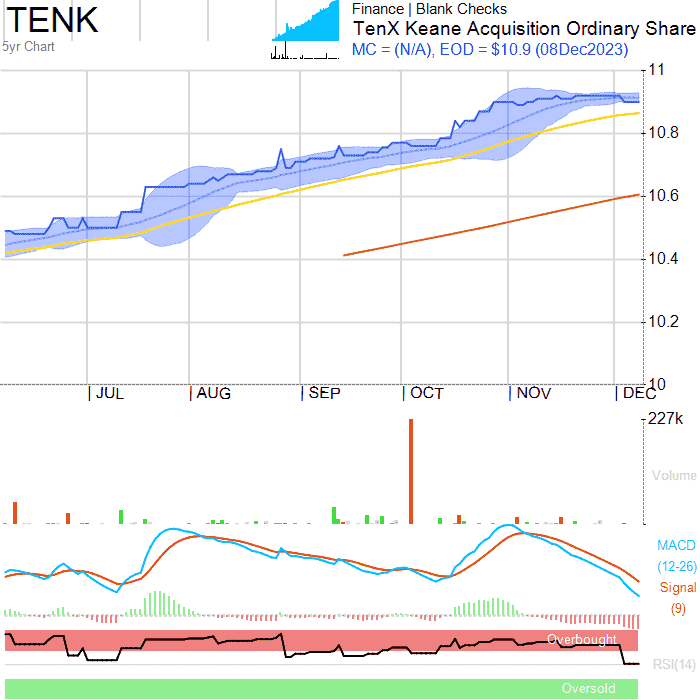 TENK
5yr Chart
Finance | Blank Checks
TenX Keane Acquisition Ordinary Share
MC = (N/A), EOD = $10.9 (08Dec2023)
11
10.8
10.6
10.4
10.2
10
JUL AUG SEP OCT NOV DEC
227k
Volume
MACD
(12-26)
Signal
(9)
Overbought
RSI(14)
Oversold